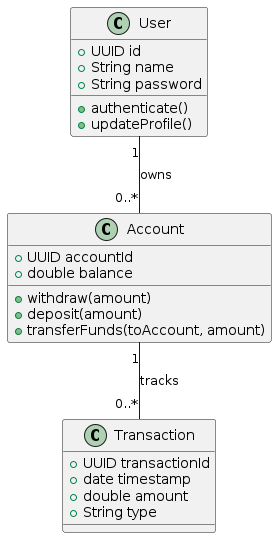 C User
UUID id
String name
String password
authenticate()
updateProfile()
1
owns
0..*
C Account
UUID accountId
double balance
withdraw(amount)
deposit(amount)
transferFunds(toAccount, amount)
1
tracks
0..*
C Transaction
UUID transactionId
date timestamp
double amount
String type